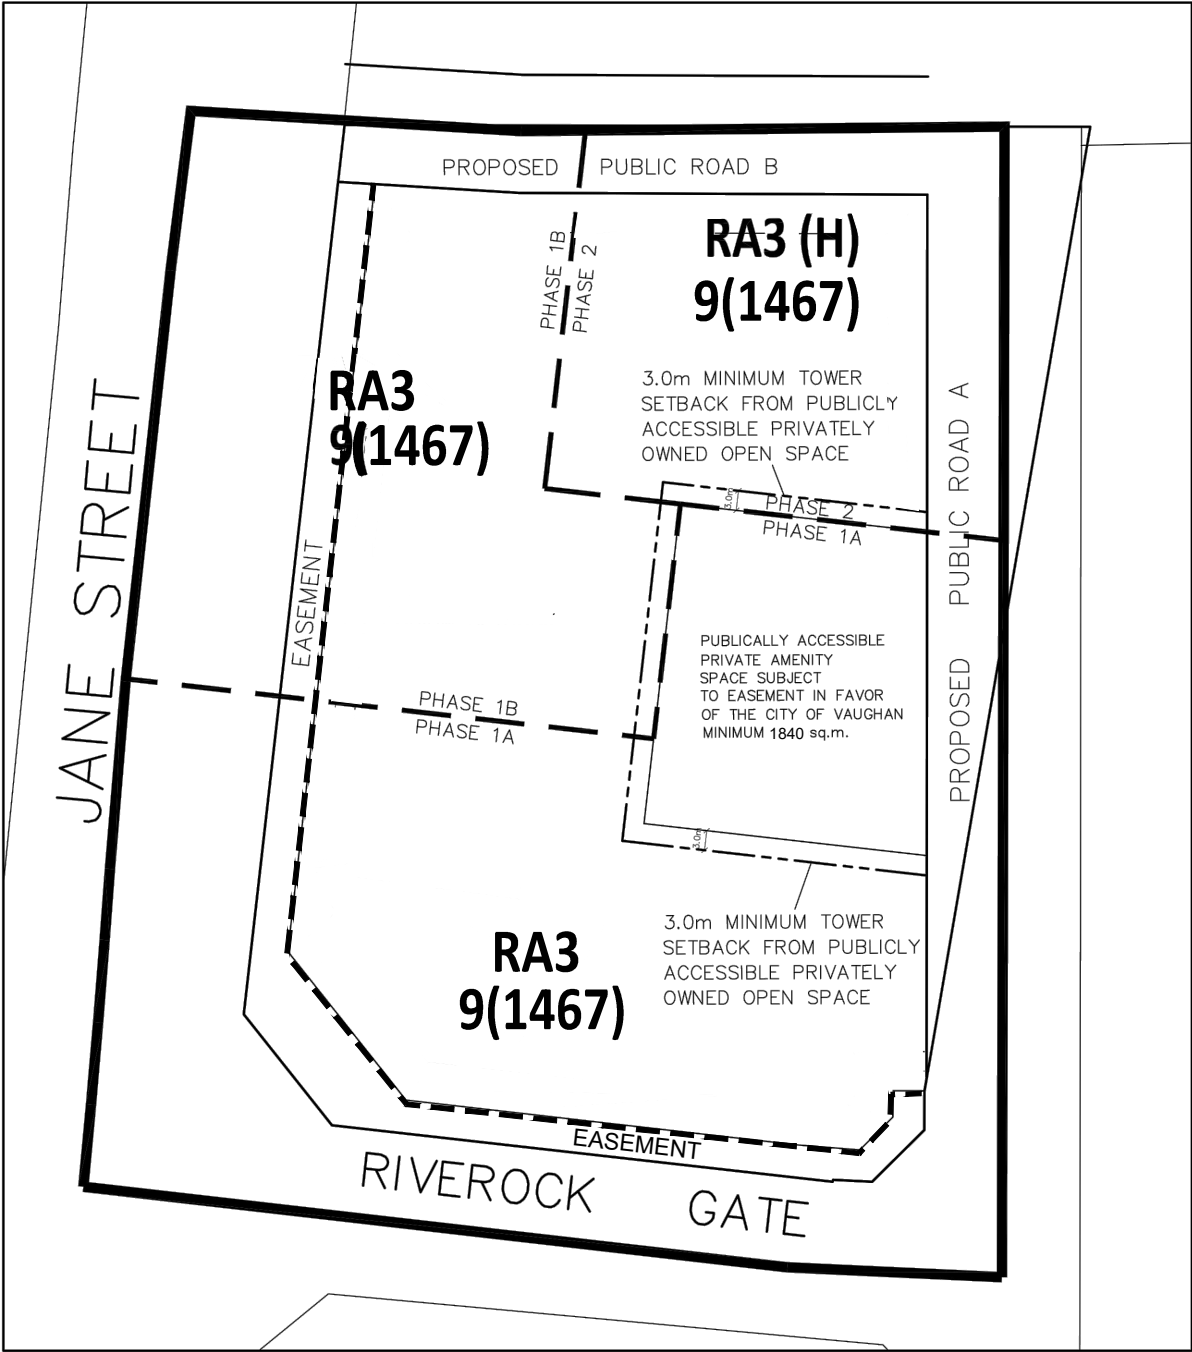 PROPOSED PUBLIC ROAD B
RA3 (H)
9(1467)
PHASE 1B
PHASE 2
3.0m MINIMUM TOWER
SETBACK FROM PUBLICLY
ACCESSIBLE PRIVATELY
OWNED OPEN SPACE
RA3
9(1467)
JANE STREET
EASEMENT
PROPOSED PUBLIC ROAD A
3.0m
PHASE 2
PHASE 1A
PUBLICALLY ACCESSIBLE
PRIVATE AMENITY
SPACE SUBJECT
TO EASEMENT IN FAVOR
OF THE CITY OF VAUGHAN
MINIMUM 1840 sq.m.
PHASE 1B
PHASE 1A
3.0m
3.0m MINIMUM TOWER
SETBACK FROM PUBLICLY
ACCESSIBLE PRIVATELY
OWNED OPEN SPACE
RA3
9(1467)
EASEMENT
RIVEROCK GATE